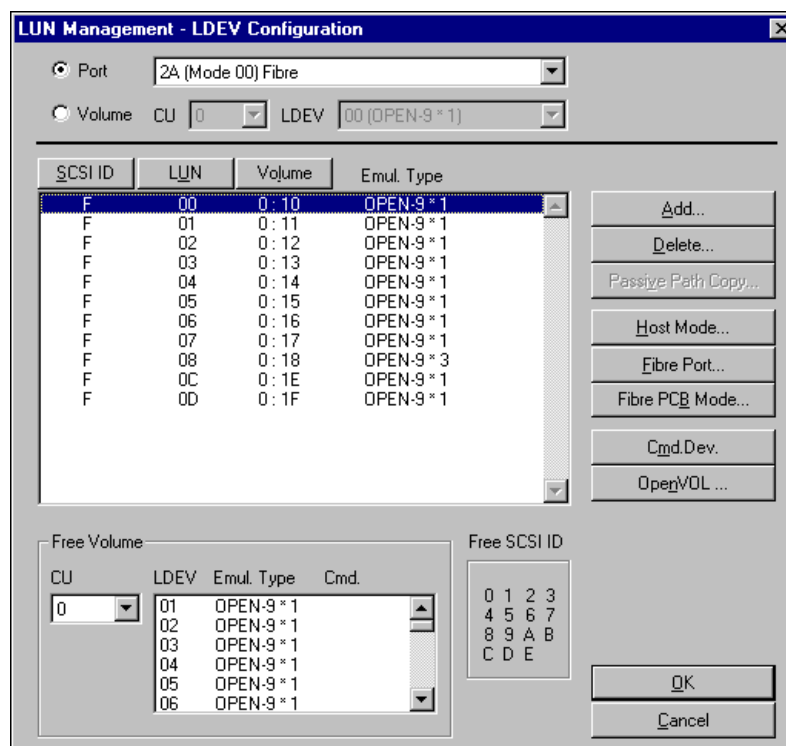 LUN Management - LDEV Configuration
Port 2A (Mode 00) Fibre
Volume CU 0 LDEV 00 (OPEN-9 * 1)
SCSI ID LUN Volume Emul. Type
F 00 0 : 10 OPEN-9 * 1
F 01 0 : 11 OPEN-9 * 1
F 02 0 : 12 OPEN-9 * 1
F 03 0 : 13 OPEN-9 * 1
F 04 0 : 14 OPEN-9 * 1
F 05 0 : 15 OPEN-9 * 1
F 06 0 : 16 OPEN-9 * 1
F 07 0 : 17 OPEN-9 * 1
F 08 0 : 18 OPEN-9 * 3
F 0C 0 : 1E OPEN-9 * 1
F 0D 0 : 1F OPEN-9 * 1
Add...
Delete...
Passive Path Copy...
Host Mode...
Fibre Port...
Fibre PCB Mode...
Cmd.Dev.
OpenVOL ...
Free Volume
CU LDEV Emul. Type Cmd.
0
01 OPEN-9 * 1
02 OPEN-9 * 1
03 OPEN-9 * 1
04 OPEN-9 * 1
05 OPEN-9 * 1
06 OPEN-9 * 1
Free SCSI ID
0 1 2 3
4 5 6 7
8 9 A B
C D E
OK
Cancel